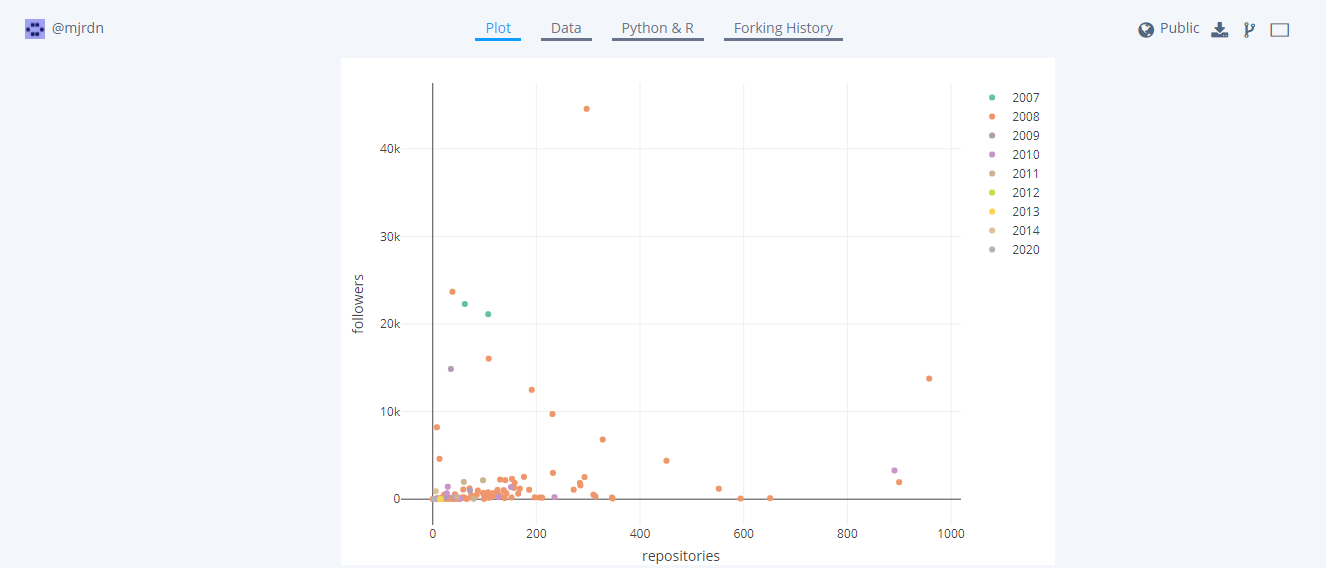 @mjrdn
Plot Data Python & R Forking History
Public
2007
2008
2009
2010
2011
2012
2013
2014
2020
followers
40k
30k
20k
10k
0
0 200 400 600 800 1000
repositories